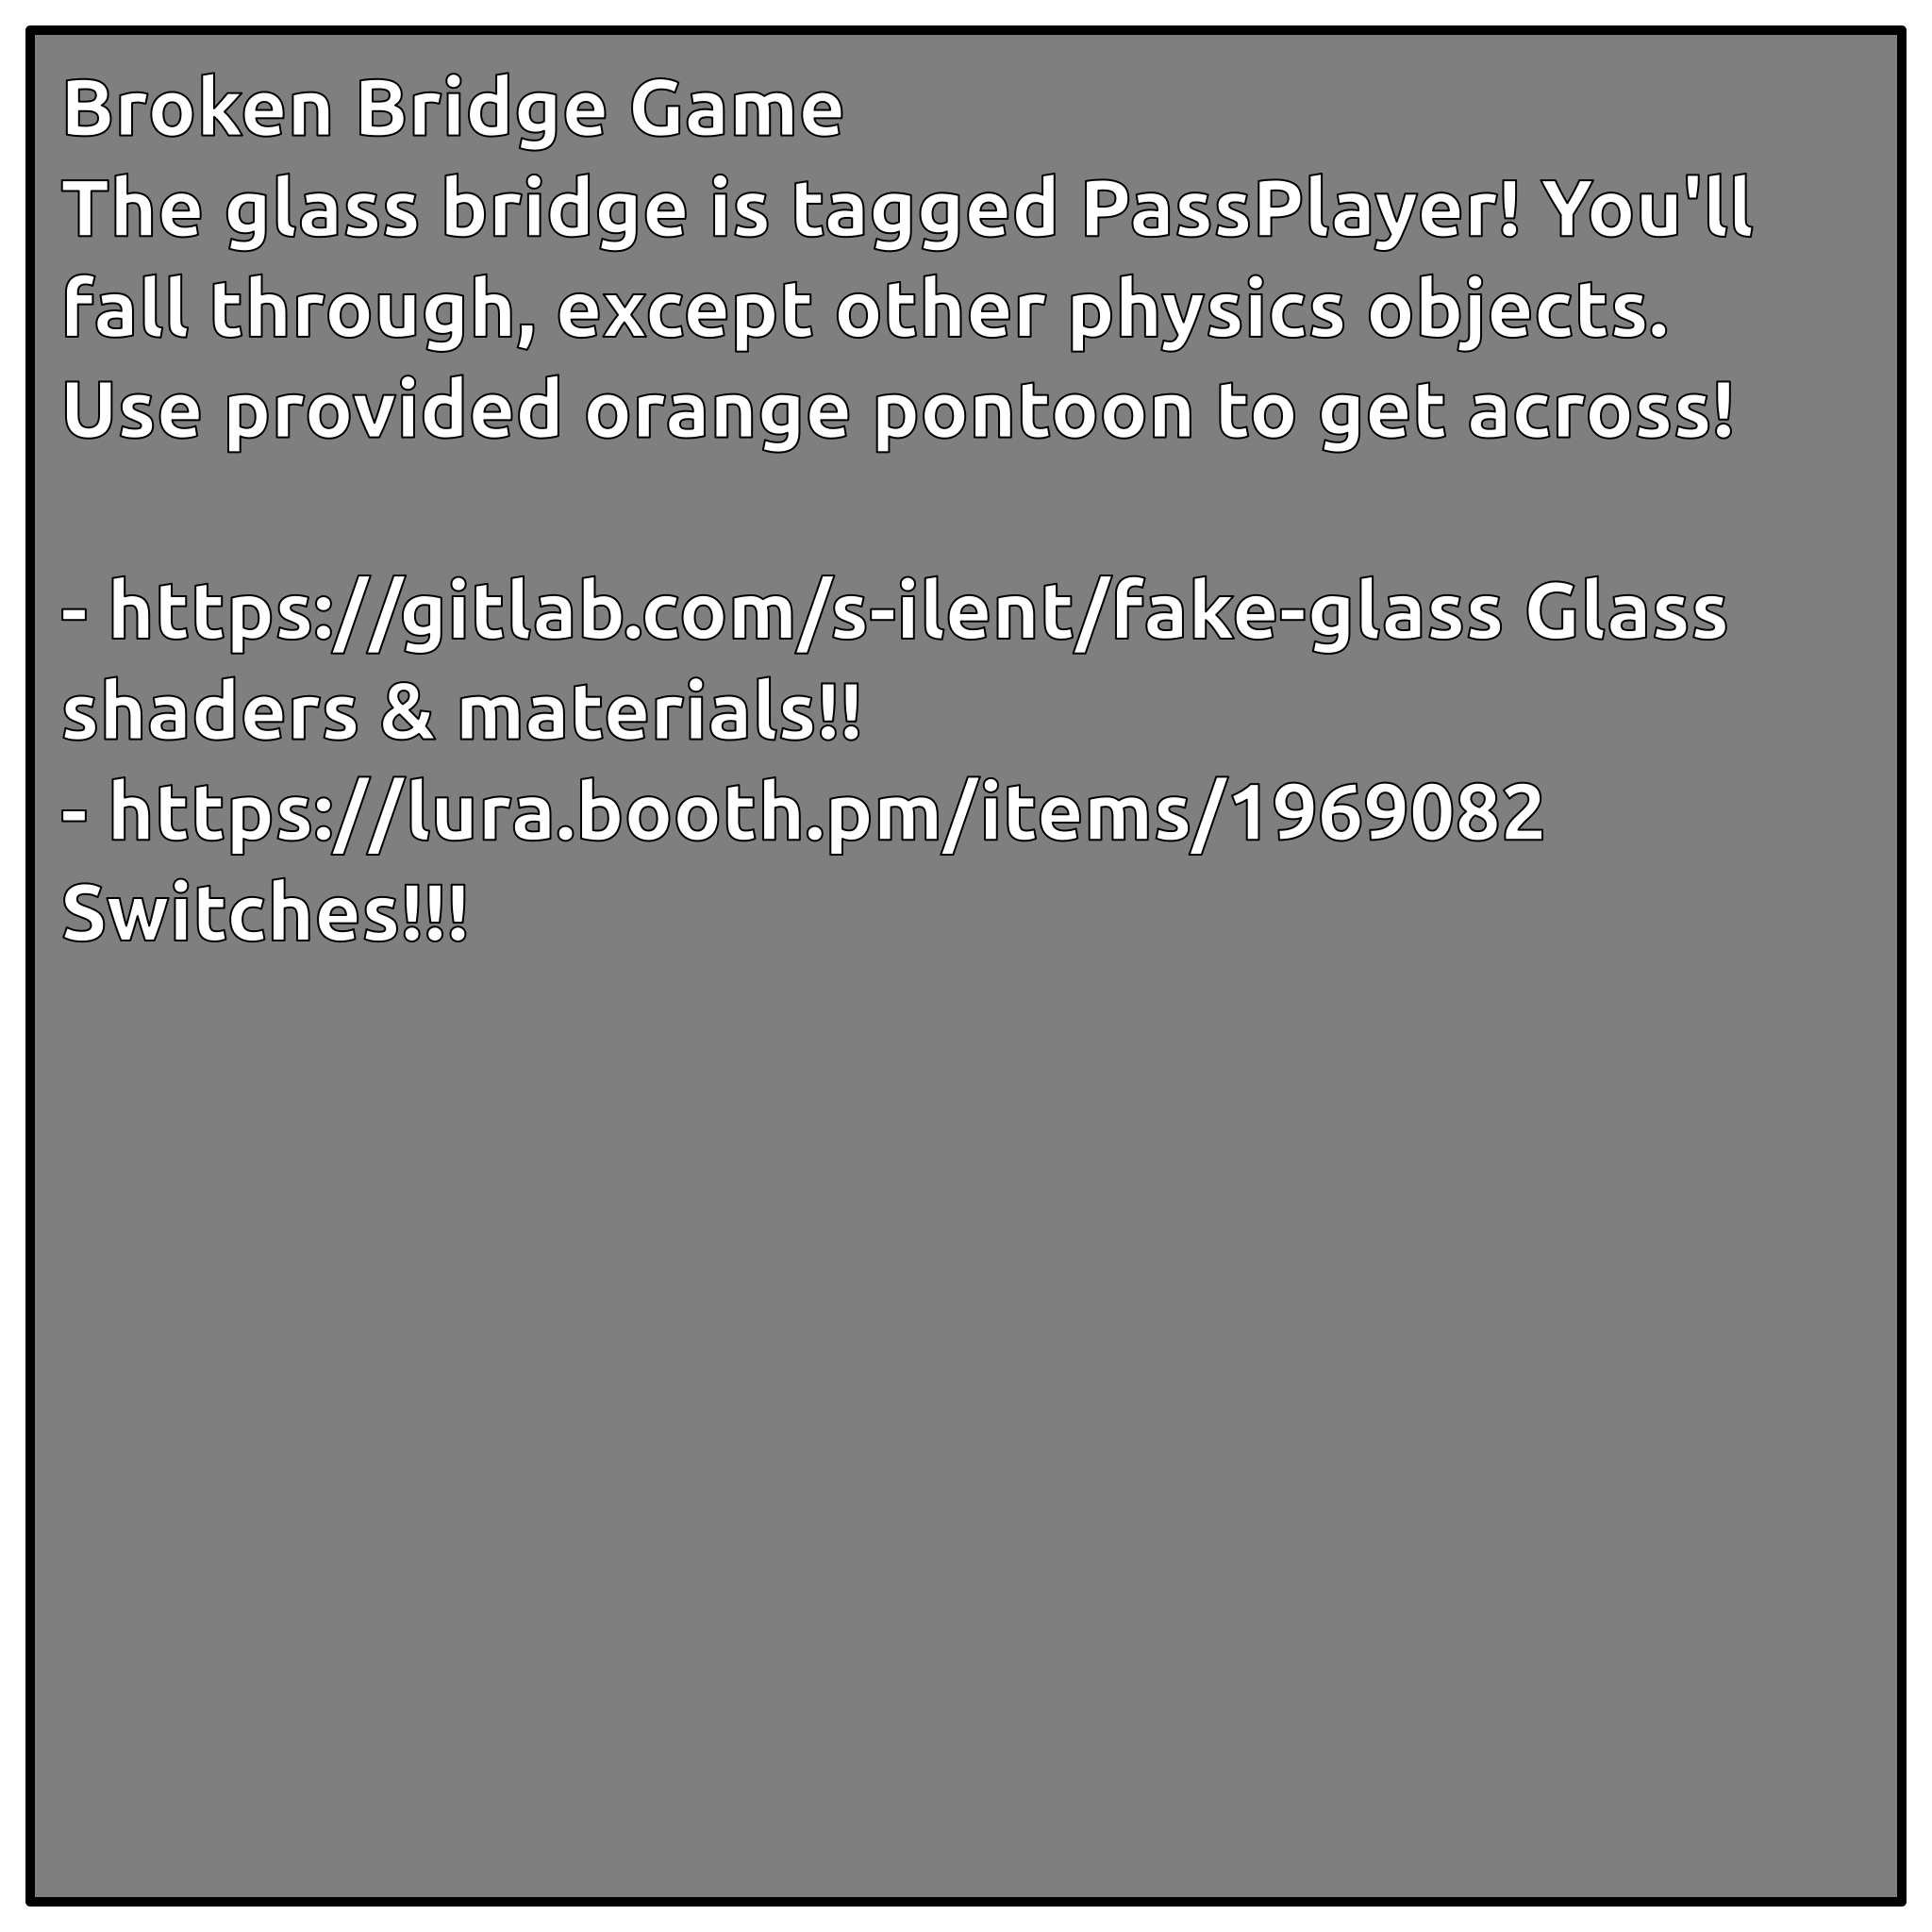 Broken Bridge Game
The glass bridge is tagged PassPlayer! You'll
fall through, except other physics objects.
Use provided orange pontoon to get across!
- https://gitlab.com/s-ilent/fake-glass Glass
shaders & materials!!
- https://lura.booth.pm/items/1969082
Switches!!!